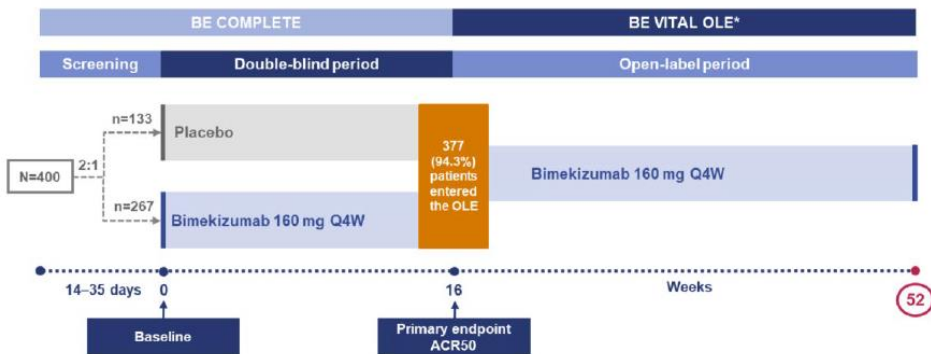 BE COMPLETE
BE VITAL OLE*
Screening
Double-blind period
Open-label period
n=133
Placebo
N=400
2:1
n=267
Bimekizumab 160 mg Q4W
377
(94.3%)
patients
entered
the OLE
Bimekizumab 160 mg Q4W
14–35 days
0
16
Weeks
52
Baseline
Primary endpoint
ACR50